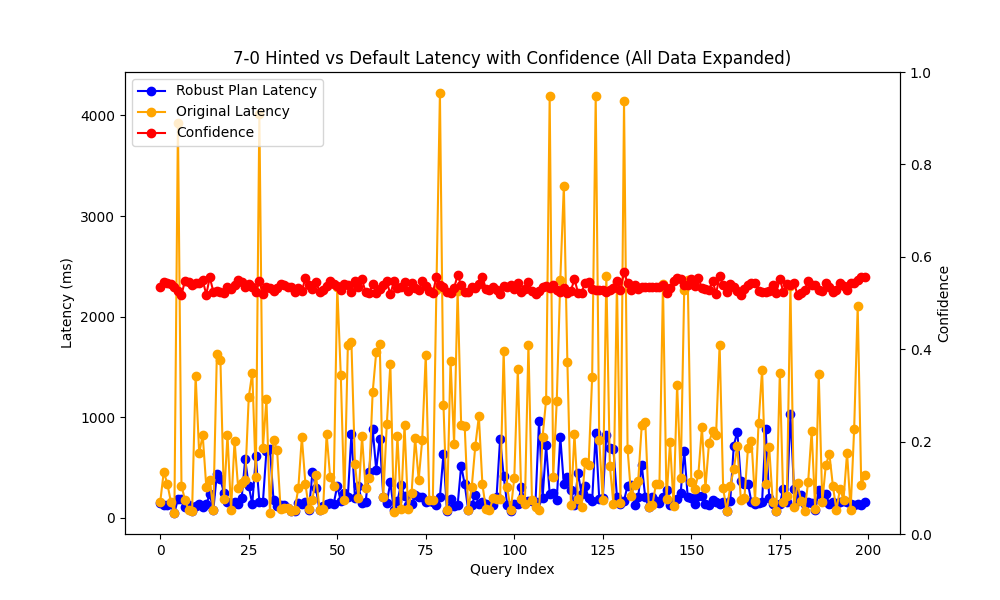 7-0 Hinted vs Default Latency with Confidence (All Data Expanded)
Robust Plan Latency
Original Latency
Confidence
Latency (ms)
4000
3000
2000
1000
0
1.0
0.8
0.6
0.4
0.2
0.0
Confidence
0 25 50 75 100 125 150 175 200
Query Index